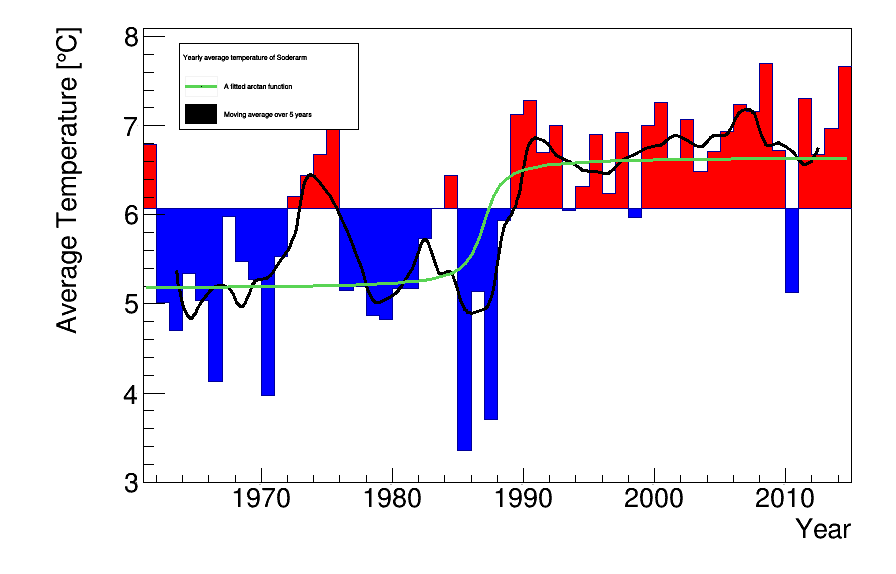 Average Temperature [°C]
8
7
6
5
4
3
Yearly average temperature of Soderarm
A fitted arctan function
Moving average over 5 years
1970 1980 1990 2000 2010
Year